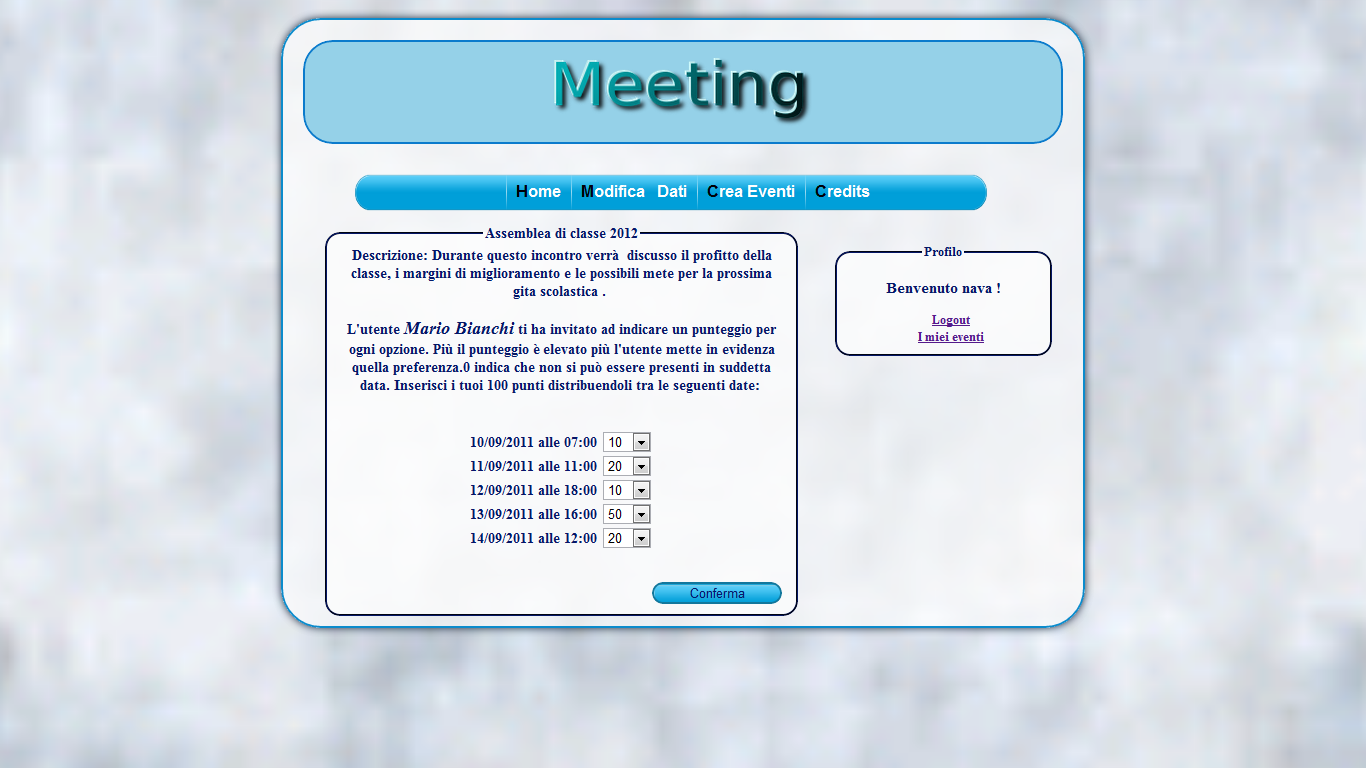 Meeting
Home Modifica Dati Crea Eventi Credits
Assemblea di classe 2012
Descrizione: Durante questo incontro verrà discusso il profitto della
classe, i margini di miglioramento e le possibili mete per la prossima
gita scolastica .
L'utente Mario Bianchi ti ha invitato ad indicare un punteggio per
ogni opzione. Più il punteggio è elevato più l'utente mette in evidenza
quella preferenza.0 indica che non si può essere presenti in suddetta
data. Inserisci i tuoi 100 punti distribuendoli tra le seguenti date:
10/09/2011 alle 07:00 10
11/09/2011 alle 11:00 20
12/09/2011 alle 18:00 10
13/09/2011 alle 16:00 50
14/09/2011 alle 12:00 20
Conferma
Profilo
Benvenuto nava !
Logout
I miei eventi